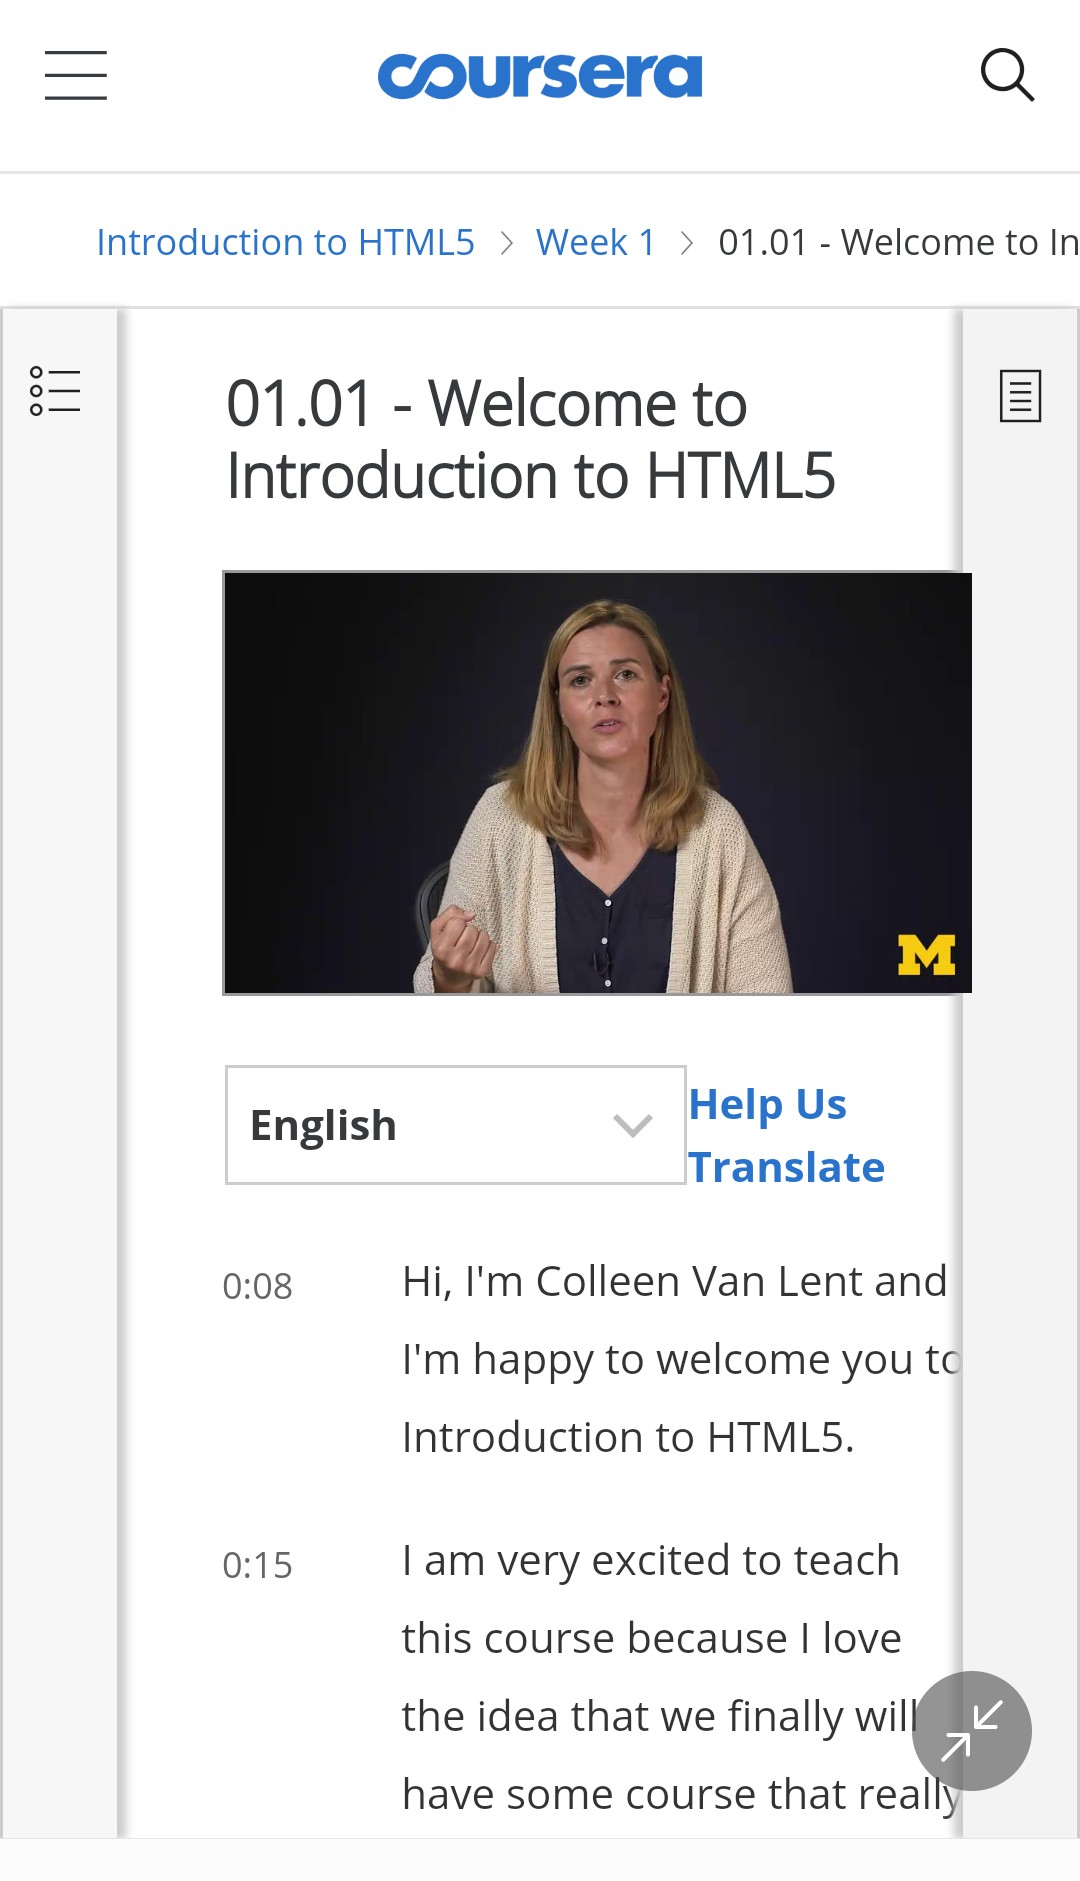 coursera
Introduction to HTML5 > Week 1 > 01.01 - Welcome to In
01.01 - Welcome to
Introduction to HTML5
M
English
Help Us
Translate
0:08
Hi, I'm Colleen Van Lent and
I'm happy to welcome you to
Introduction to HTML5.
0:15
I am very excited to teach
this course because I love
the idea that we finally will
have some course that really